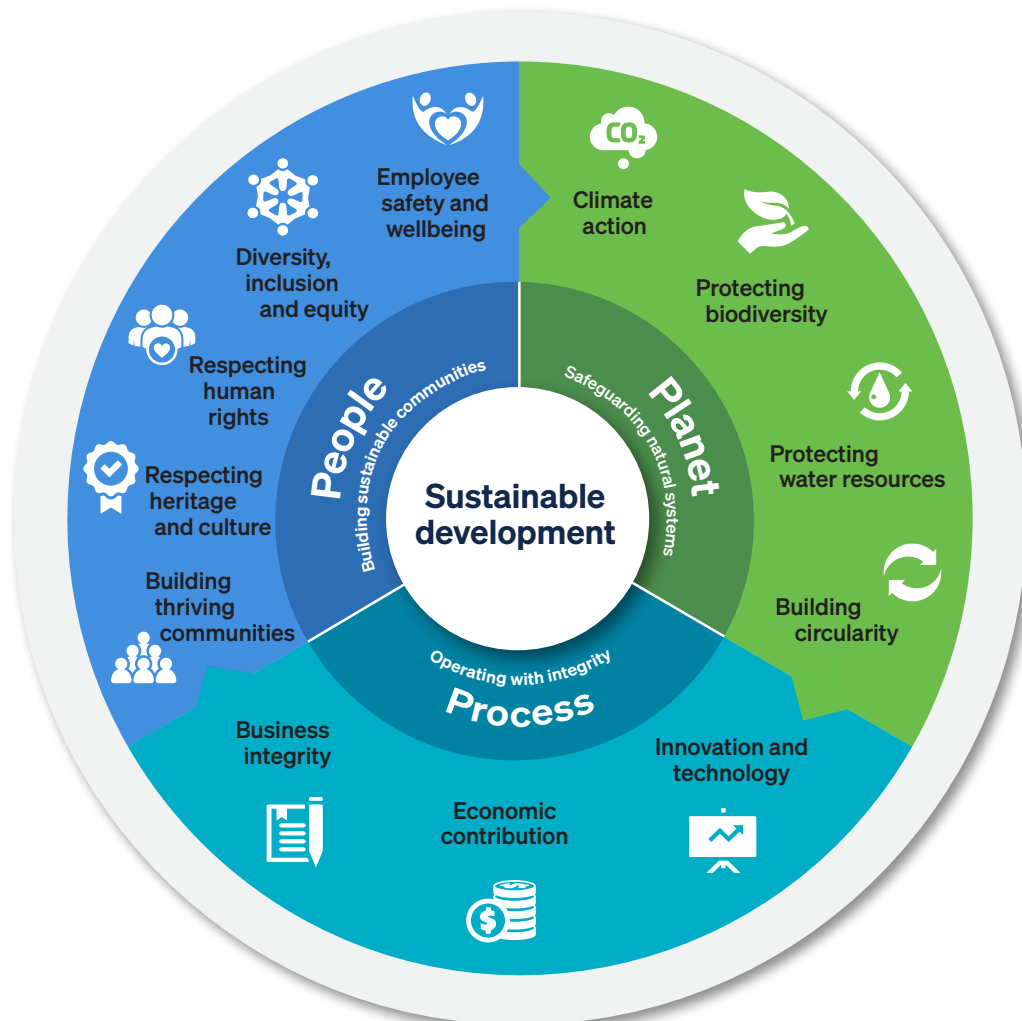 Employee
safety and
wellbeing
Diversity,
inclusion
and equity
Respecting
human
rights
Respecting
heritage
and culture
Building
thriving
communities
People
Building sustainable communities
CO₂
Climate
action
Protecting
biodiversity
Protecting
water resources
Building
circularity
Planet
Safeguarding natural systems
Sustainable
development
Operating with integrity
Process
Business
integrity
Economic
contribution
$
Innovation and
technology